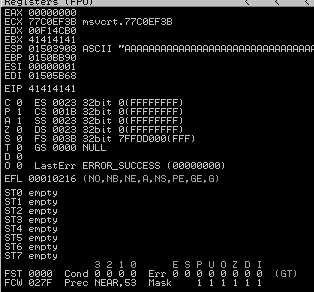 Registers (FPU)
EAX 00000000
ECX 77C0EF3B msvcrt.77C0EF3B
EDX 00F14CB0
EBX 41414141
ESP 01503908 ASCII "AAAAAAAAAAAAAAAAAAAAAAAAAAAAAA
EBP 0150BB90
ESI 00000001
EDI 01505B68
EIP 41414141
C 0 ES 0023 32bit 0(FFFFFFFF)
P 1 CS 001B 32bit 0(FFFFFFFF)
A 1 SS 0023 32bit 0(FFFFFFFF)
Z 0 DS 0023 32bit 0(FFFFFFFF)
S 0 FS 003B 32bit 7FFDD000(FFF)
T 0 GS 0000 NULL
D 0
O 0 LastErr ERROR_SUCCESS (00000000)
EFL 00010216 (NO,NB,NE,A,NS,PE,GE,G)
ST0 empty
ST1 empty
ST2 empty
ST3 empty
ST4 empty
ST5 empty
ST6 empty
ST7 empty
3 2 1 0 E S P U O Z D I
FST 0000 Cond 0 0 0 0 Err 0 0 0 0 0 0 0 0 (GT)
FCW 027F Prec NEAR,53 Mask 1 1 1 1 1 1